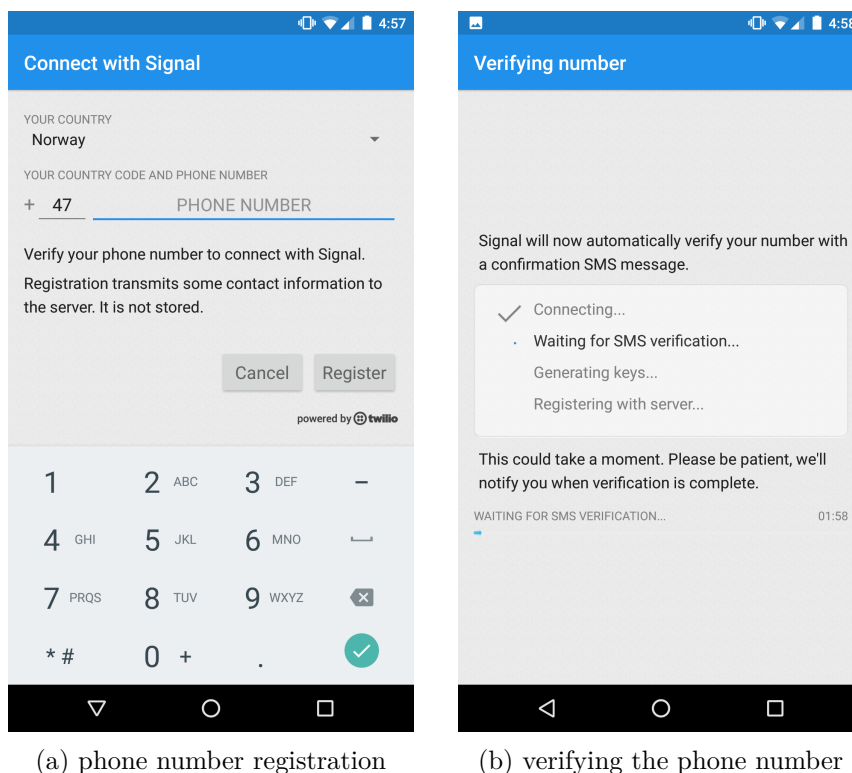 4:57
Connect with Signal
YOUR COUNTRY
Norway
YOUR COUNTRY CODE AND PHONE NUMBER
+ 47 PHONE NUMBER
Verify your phone number to connect with Signal.
Registration transmits some contact information to
the server. It is not stored.
Cancel Register
powered by twilio
1 2 ABC 3 DEF –
4 GHI 5 JKL 6 MNO
7 PRQS 8 TUV 9 WXYZ
* # 0 + .
(a) phone number registration
4:58
Verifying number
Signal will now automatically verify your number with
a confirmation SMS message.
Connecting...
Waiting for SMS verification...
Generating keys...
Registering with server...
This could take a moment. Please be patient, we'll
notify you when verification is complete.
WAITING FOR SMS VERIFICATION... 01:58
(b) verifying the phone number